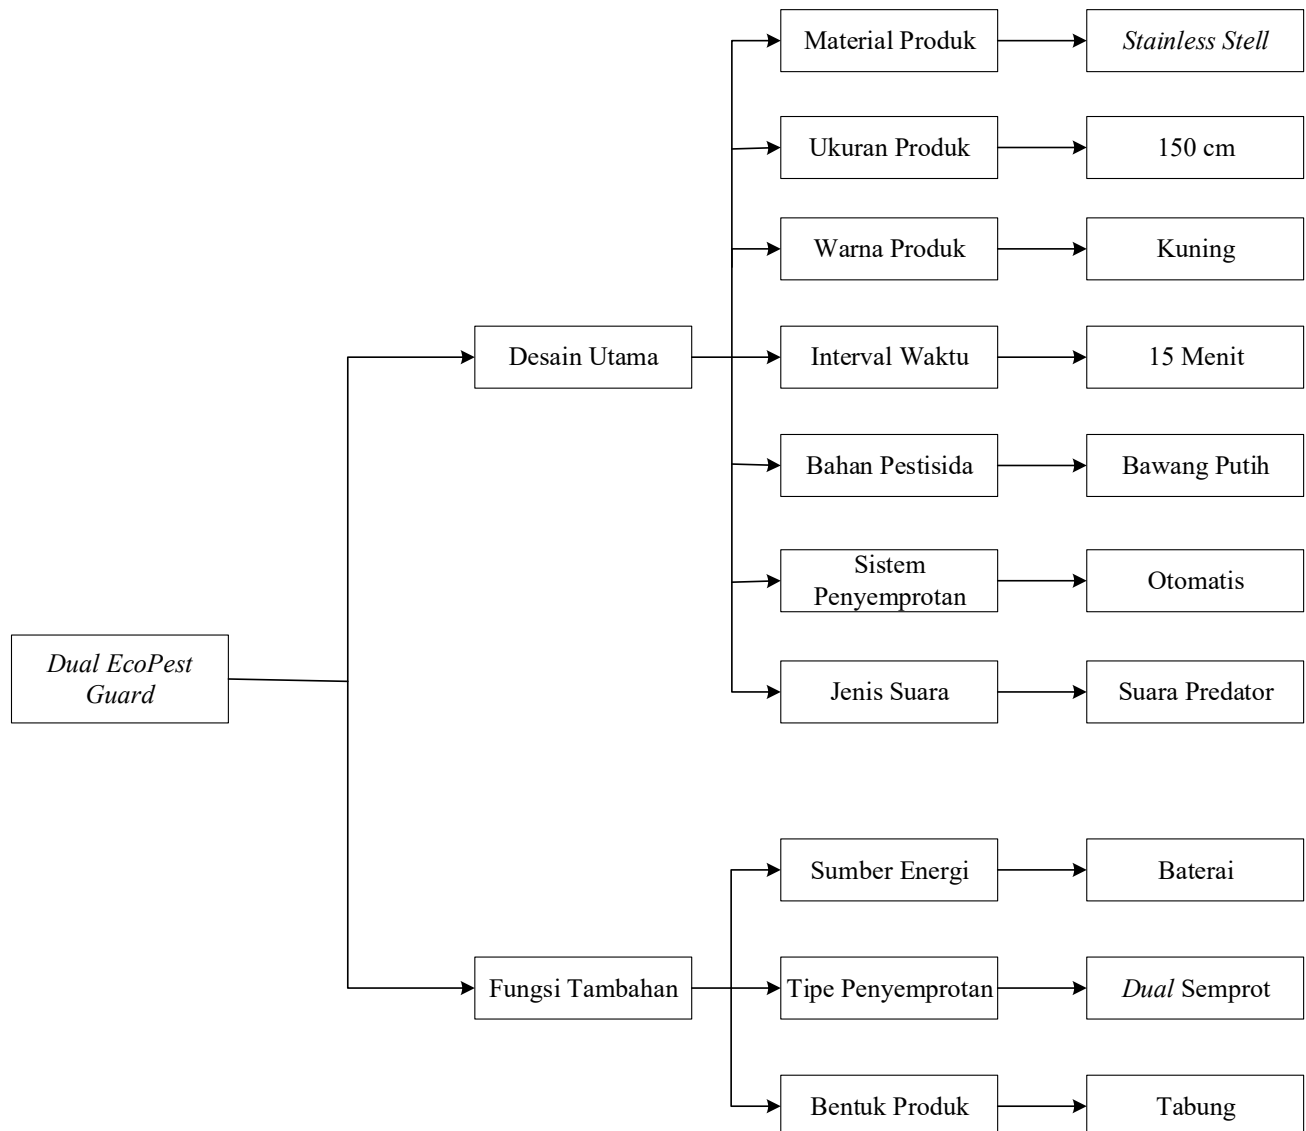 Material Produk
Stainless Stell
Ukuran Produk
150 cm
Warna Produk
Kuning
Desain Utama
Interval Waktu
15 Menit
Bahan Pestisida
Bawang Putih
Sistem
Penyemprotan
Otomatis
Dual EcoPest
Guard
Jenis Suara
Suara Predator
Sumber Energi
Baterai
Fungsi Tambahan
Tipe Penyemprotan
Dual Semprot
Bentuk Produk
Tabung